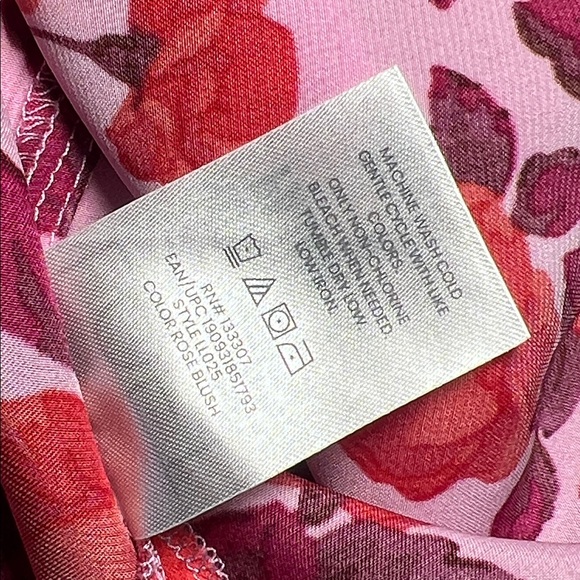 MACHINE WASH COLD
GENTLE CYCLE WITH LIKE
COLORS.
ONLY NON-CHLORINE
BLEACH WHEN NEEDED.
TUMBLE DRY LOW.
LOW IRON.
RN# 133307
EAN/UPC 190931851793
STYLE LL025
COLOR ROSE BLUSH